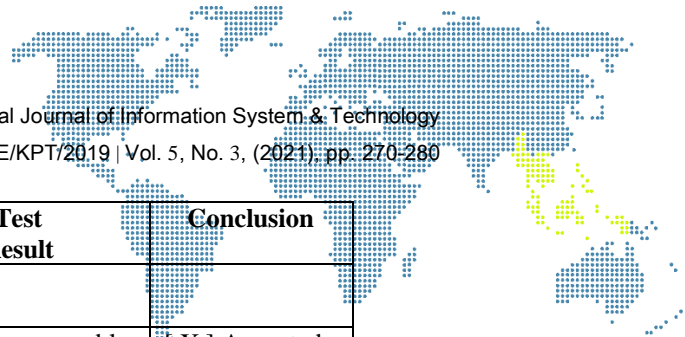 al Journal of Information System & Technology
E/KPT/2019 | Vol. 5, No. 3, (2021), pp. 270-280
Test Conclusion
esult